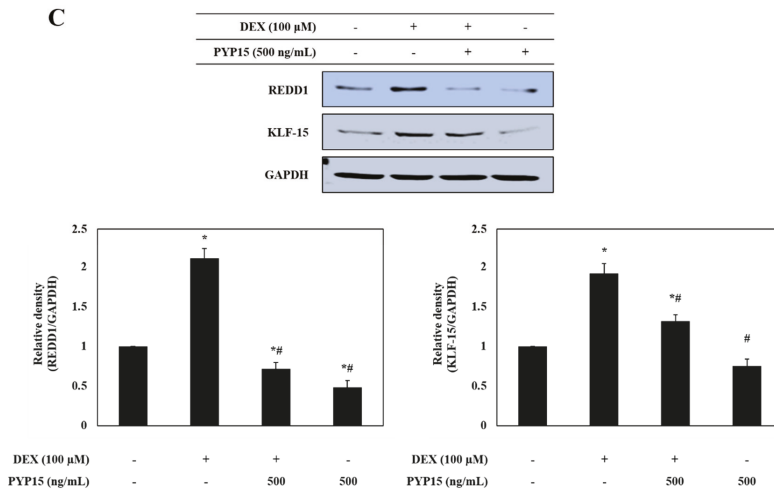 C
DEX (100 µM) - + + -
PYP15 (500 ng/mL) - - + +
REDD1
KLF-15
GAPDH
Relative density
(REDD1/GAPDH)
2.5
2
1.5
1
0.5
0
*
*#
*#
DEX (100 µM) - + + -
PYP15 (ng/mL) - - 500 500
Relative density
(KLF-15/GAPDH)
2.5
2
1.5
1
0.5
0
*
*#
#
DEX (100 µM) - + + -
PYP15 (ng/mL) - - 500 500